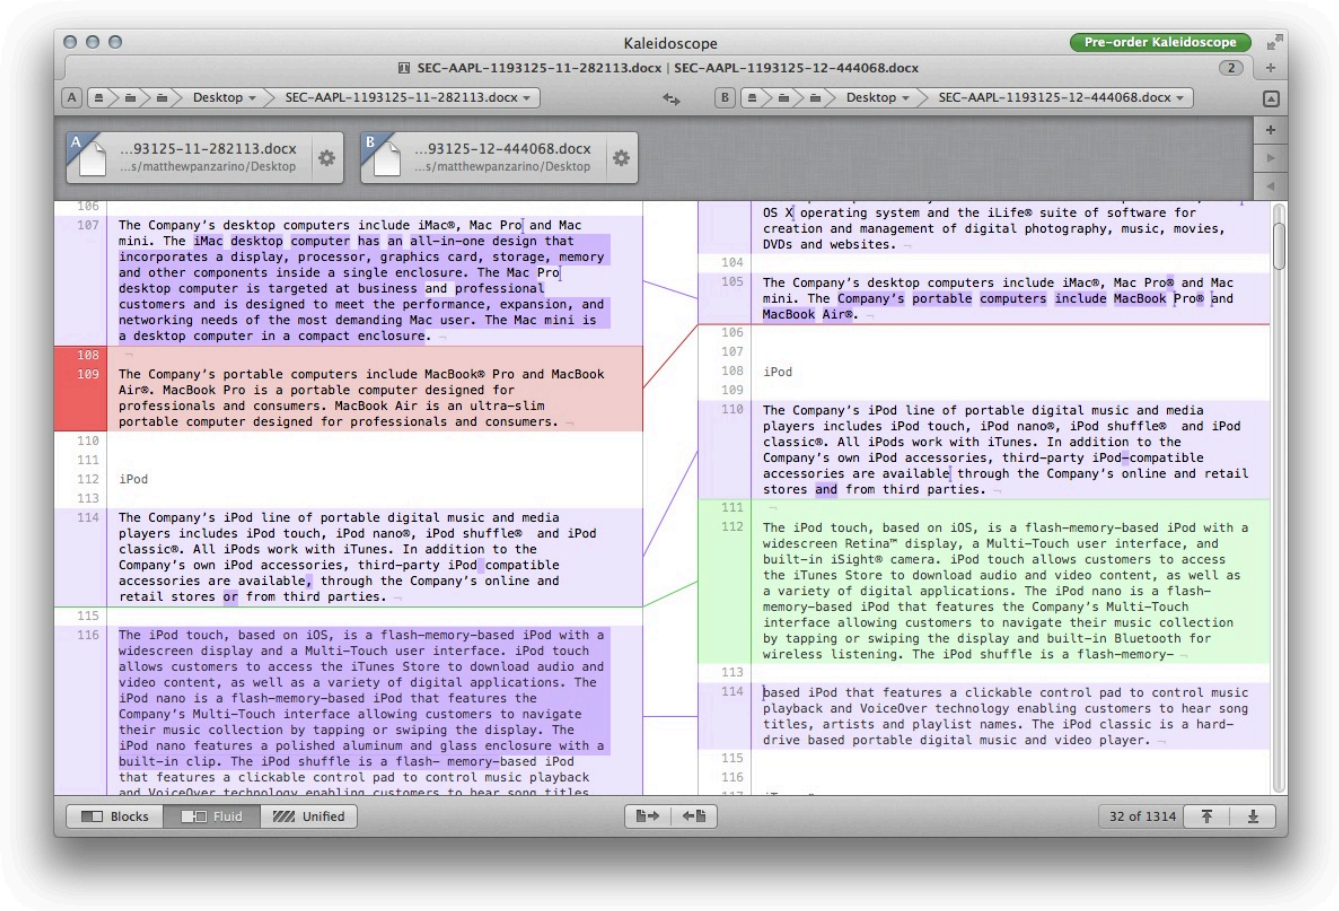 Kaleidoscope
Pre-order Kaleidoscope
SEC-AAPL-1193125-11-282113.docx | SEC-AAPL-1193125-12-444068.docx
2
A Desktop SEC-AAPL-1193125-11-282113.docx
B Desktop SEC-AAPL-1193125-12-444068.docx
A ...93125-11-282113.docx
...s/matthewpanzarino/Desktop
B ...93125-12-444068.docx
...s/matthewpanzarino/Desktop
106
107 The Company's desktop computers include iMac®, Mac Pro and Mac
mini. The iMac desktop computer has an all-in-one design that
incorporates a display, processor, graphics card, storage, memory
and other components inside a single enclosure. The Mac Pro
desktop computer is targeted at business and professional
customers and is designed to meet the performance, expansion, and
networking needs of the most demanding Mac user. The Mac mini is
a desktop computer in a compact enclosure. ¬
108 ¬
109 The Company's portable computers include MacBook® Pro and MacBook
Air®. MacBook Pro is a portable computer designed for
professionals and consumers. MacBook Air is an ultra-slim
portable computer designed for professionals and consumers. ¬
110
111
112 iPod
113
114 The Company's iPod line of portable digital music and media
players includes iPod touch, iPod nano®, iPod shuffle® and iPod
classic®. All iPods work with iTunes. In addition to the
Company's own iPod accessories, third-party iPod compatible
accessories are available, through the Company's online and
retail stores or from third parties. ¬
115
116 The iPod touch, based on iOS, is a flash-memory-based iPod with a
widescreen display and a Multi-Touch user interface. iPod touch
allows customers to access the iTunes Store to download audio and
video content, as well as a variety of digital applications. The
iPod nano is a flash-memory-based iPod that features the
Company's Multi-Touch interface allowing customers to navigate
their music collection by tapping or swiping the display. The
iPod nano features a polished aluminum and glass enclosure with a
built-in clip. The iPod shuffle is a flash- memory-based iPod
that features a clickable control pad to control music playback
and VoiceOver technology enabling customers to hear song titles
OS X operating system and the iLife® suite of software for
creation and management of digital photography, music, movies,
DVDs and websites. ¬
104
105 The Company's desktop computers include iMac®, Mac Pro® and Mac
mini. The Company's portable computers include MacBook Pro® and
MacBook Air®. ¬
106
107
108 iPod
109
110 The Company's iPod line of portable digital music and media
players includes iPod touch, iPod nano®, iPod shuffle® and iPod
classic®. All iPods work with iTunes. In addition to the
Company's own iPod accessories, third-party iPod-compatible
accessories are available through the Company's online and retail
stores and from third parties. ¬
111 ¬
112 The iPod touch, based on iOS, is a flash-memory-based iPod with a
widescreen Retina™ display, a Multi-Touch user interface, and
built-in iSight® camera. iPod touch allows customers to access
the iTunes Store to download audio and video content, as well as
a variety of digital applications. The iPod nano is a flash-
memory-based iPod that features the Company's Multi-Touch
interface allowing customers to navigate their music collection
by tapping or swiping the display and built-in Bluetooth for
wireless listening. The iPod shuffle is a flash-memory- ¬
113
114 based iPod that features a clickable control pad to control music
playback and VoiceOver technology enabling customers to hear song
titles, artists and playlist names. The iPod classic is a hard-
drive based portable digital music and video player. ¬
115
116
Blocks Fluid Unified
32 of 1314